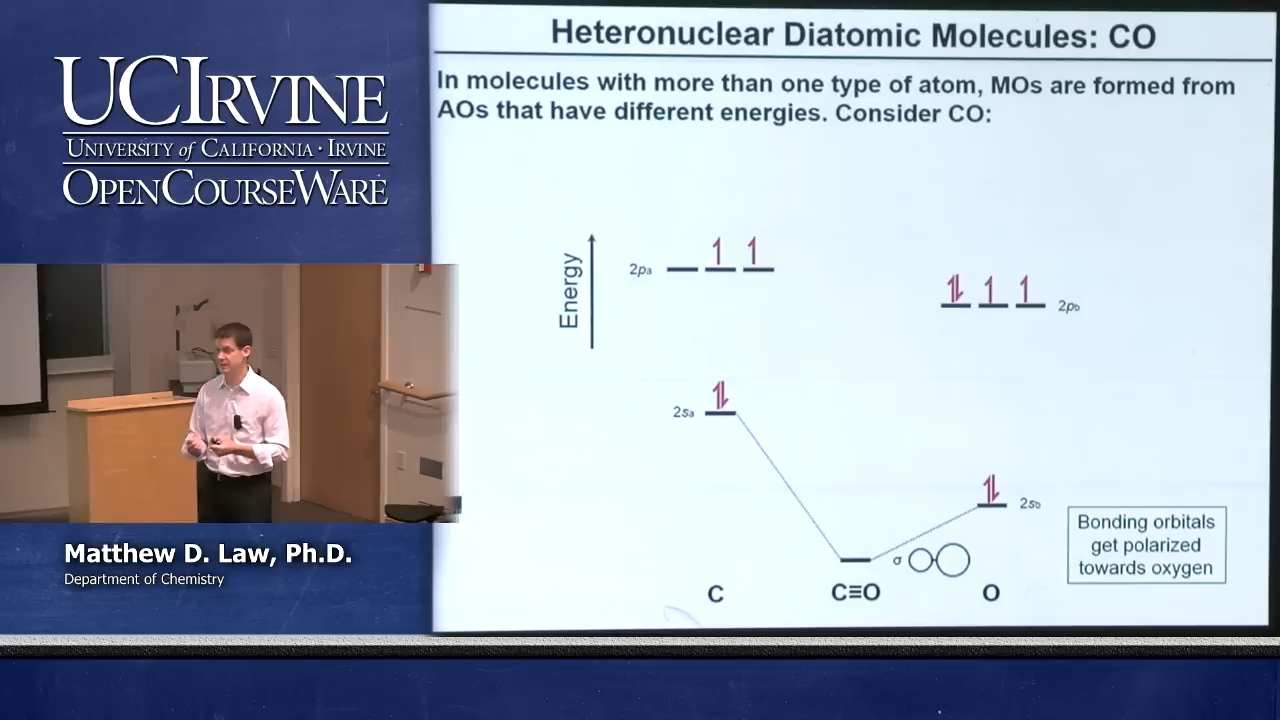 UCIRVINE
UNIVERSITY of CALIFORNIA · IRVINE
OPENCOURSEWARE
Matthew D. Law, Ph.D.
Department of Chemistry
Heteronuclear Diatomic Molecules: CO
In molecules with more than one type of atom, MOs are formed from
AOs that have different energies. Consider CO:
Energy
2pa
2pb
2sa
2sb
σ
C
C≡O
O
Bonding orbitals
get polarized
towards oxygen